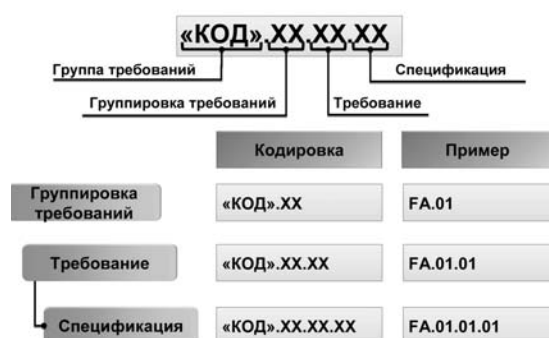 «КОД».XX.XX.XX
Группа требований
Спецификация
Группировка требований
Требование
Кодировка
Пример
Группировка
требований
«КОД».XX
FA.01
Требование
«КОД».XX.XX
FA.01.01
Спецификация
«КОД».XX.XX.XX
FA.01.01.01